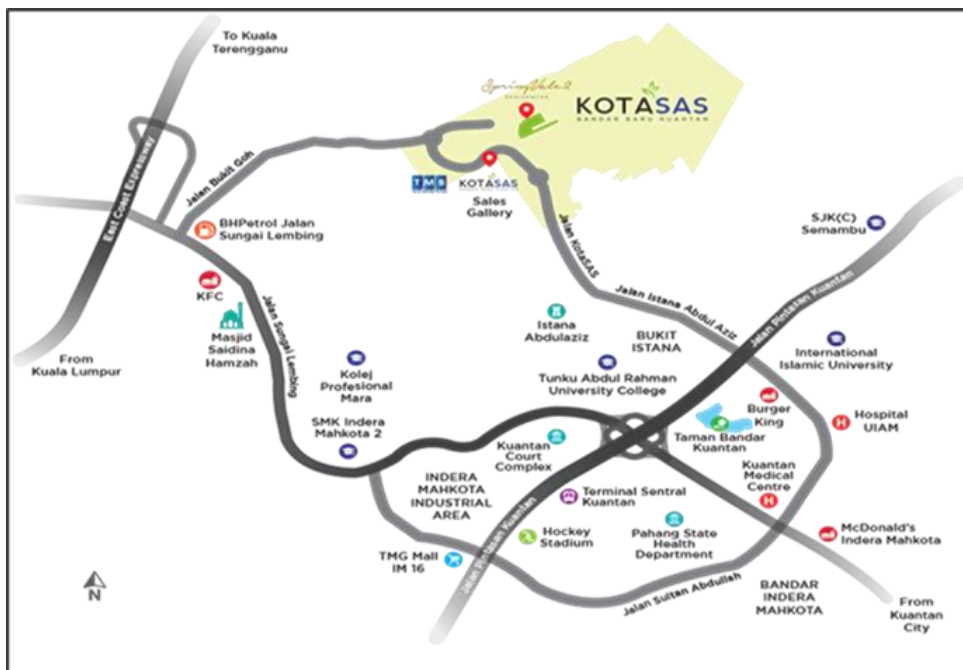 To Kuala
Terengganu
SpringVale 2
RESIDENCES
KOTASAS
BANDAR BARU KUANTAN
East Coast Expressway
Jalan Bukit Goh
TMB
KOTASAS
Sales
Gallery
BHPetrol Jalan
Sungai Lembing
SJK(C)
Semambu
Jalan KotaSAS
KFC
Jalan Sungai Lembing
Masjid
Saidina
Hamzah
Jalan Istana Abdul Aziz
Jalan Pintasan Kuantan
Istana
Abdulaziz
BUKIT
ISTANA
From
Kuala Lumpur
Kolej
Profesional
Mara
Tunku Abdul Rahman
University College
International
Islamic University
SMK Indera
Mahkota 2
Burger
King
Taman Bandar
Kuantan
Hospital
UIAM
Kuantan
Court
Complex
Kuantan
Medical
Centre
INDERA
MAHKOTA
INDUSTRIAL
AREA
Terminal Sentral
Kuantan
Hockey
Stadium
Pahang State
Health
Department
McDonald's
Indera Mahkota
TMG Mall
IM 16
Jalan Pintasan Kuantan
Jalan Sultan Abdullah
BANDAR
INDERA
MAHKOTA
From
Kuantan
City
N
H
H